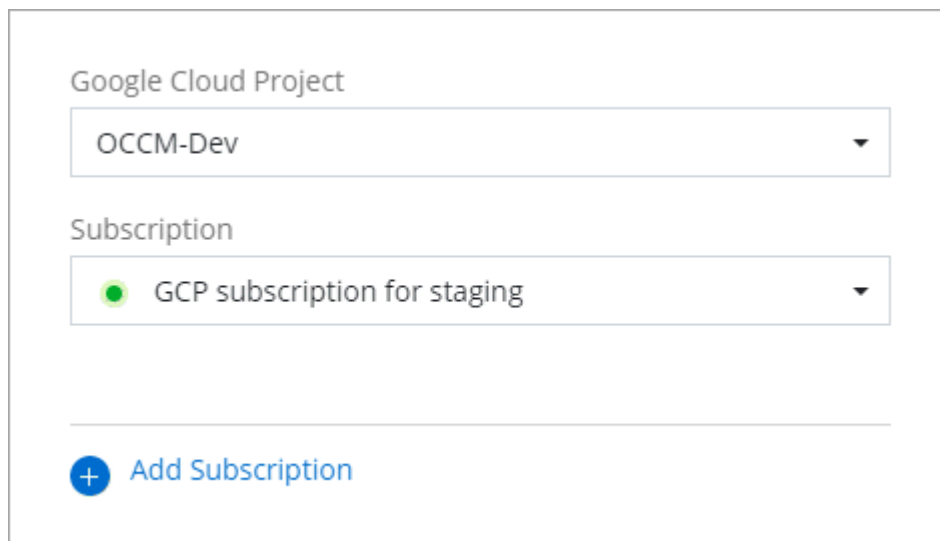 Google Cloud Project
OCCM-Dev
Subscription
GCP subscription for staging
Add Subscription